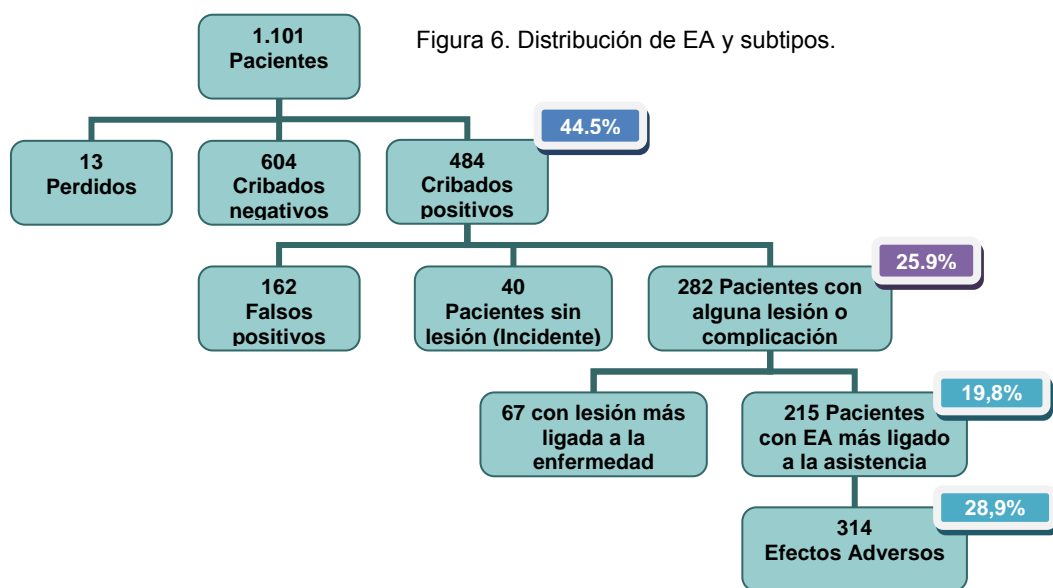 1.101
Pacientes
Figura 6. Distribución de EA y subtipos.
44.5%
13
Perdidos
604
Cribados
negativos
484
Cribados
positivos
25.9%
162
Falsos
positivos
40
Pacientes sin
lesión (Incidente)
282 Pacientes con
alguna lesión o
complicación
19,8%
67 con lesión más
ligada a la
enfermedad
215 Pacientes
con EA más ligado
a la asistencia
28,9%
314
Efectos Adversos